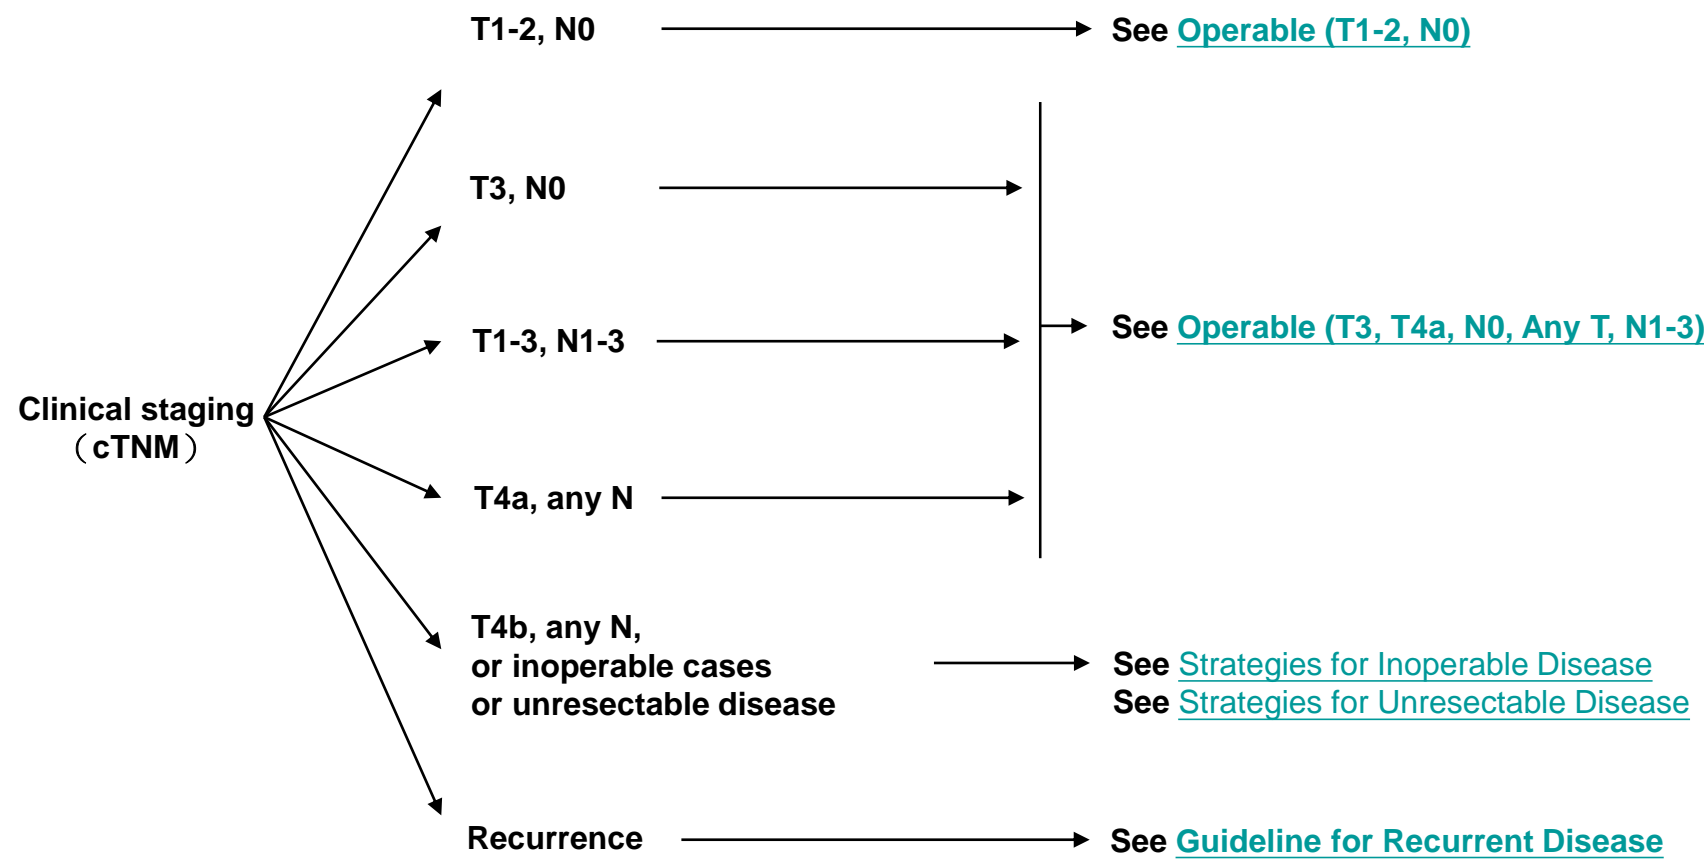 T1-2, N0
See Operable (T1-2, N0)
T3, N0
T1-3, N1-3
See Operable (T3, T4a, N0, Any T, N1-3)
Clinical staging
（cTNM）
T4a, any N
T4b, any N,
or inoperable cases
or unresectable disease
See Strategies for Inoperable Disease
See Strategies for Unresectable Disease
Recurrence
See Guideline for Recurrent Disease